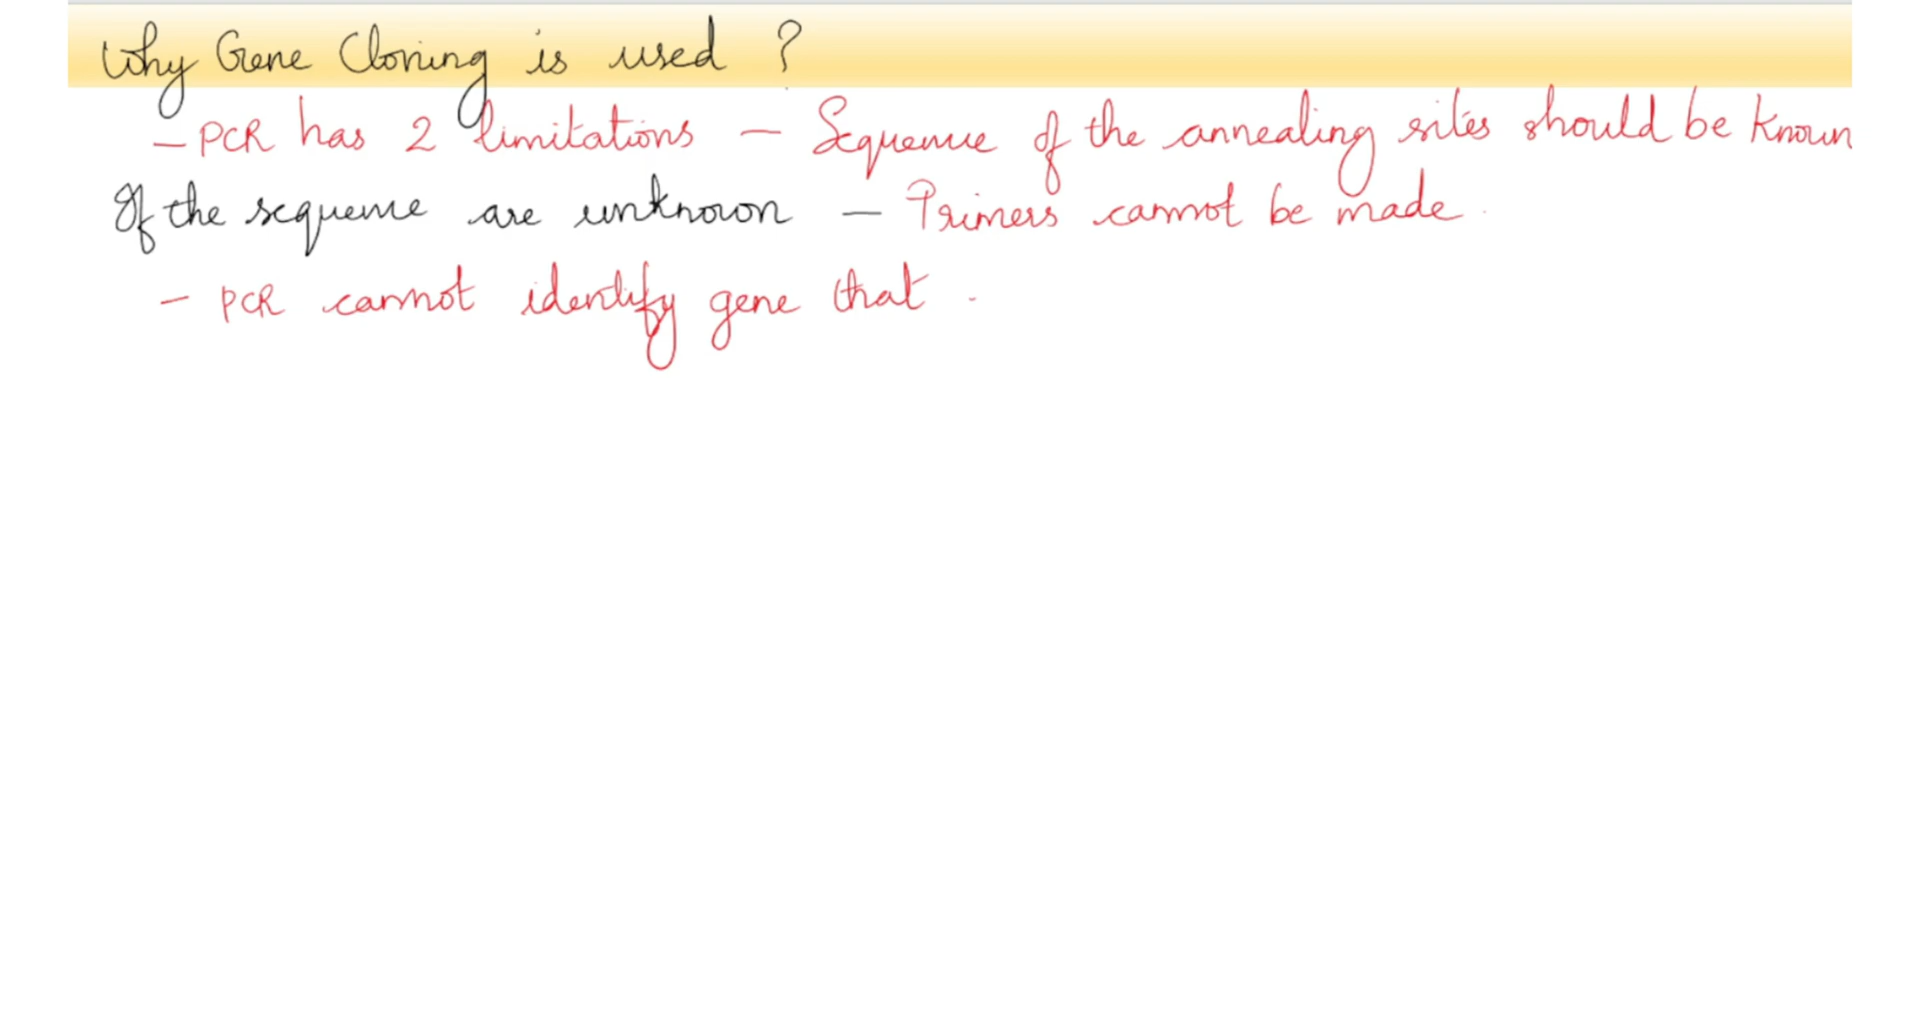 Why Gene Cloning is used ?
- PCR has 2 limitations - Sequence of the annealing sites should be known
If the sequence are unknown - Primers cannot be made.
- PCR cannot identify gene that